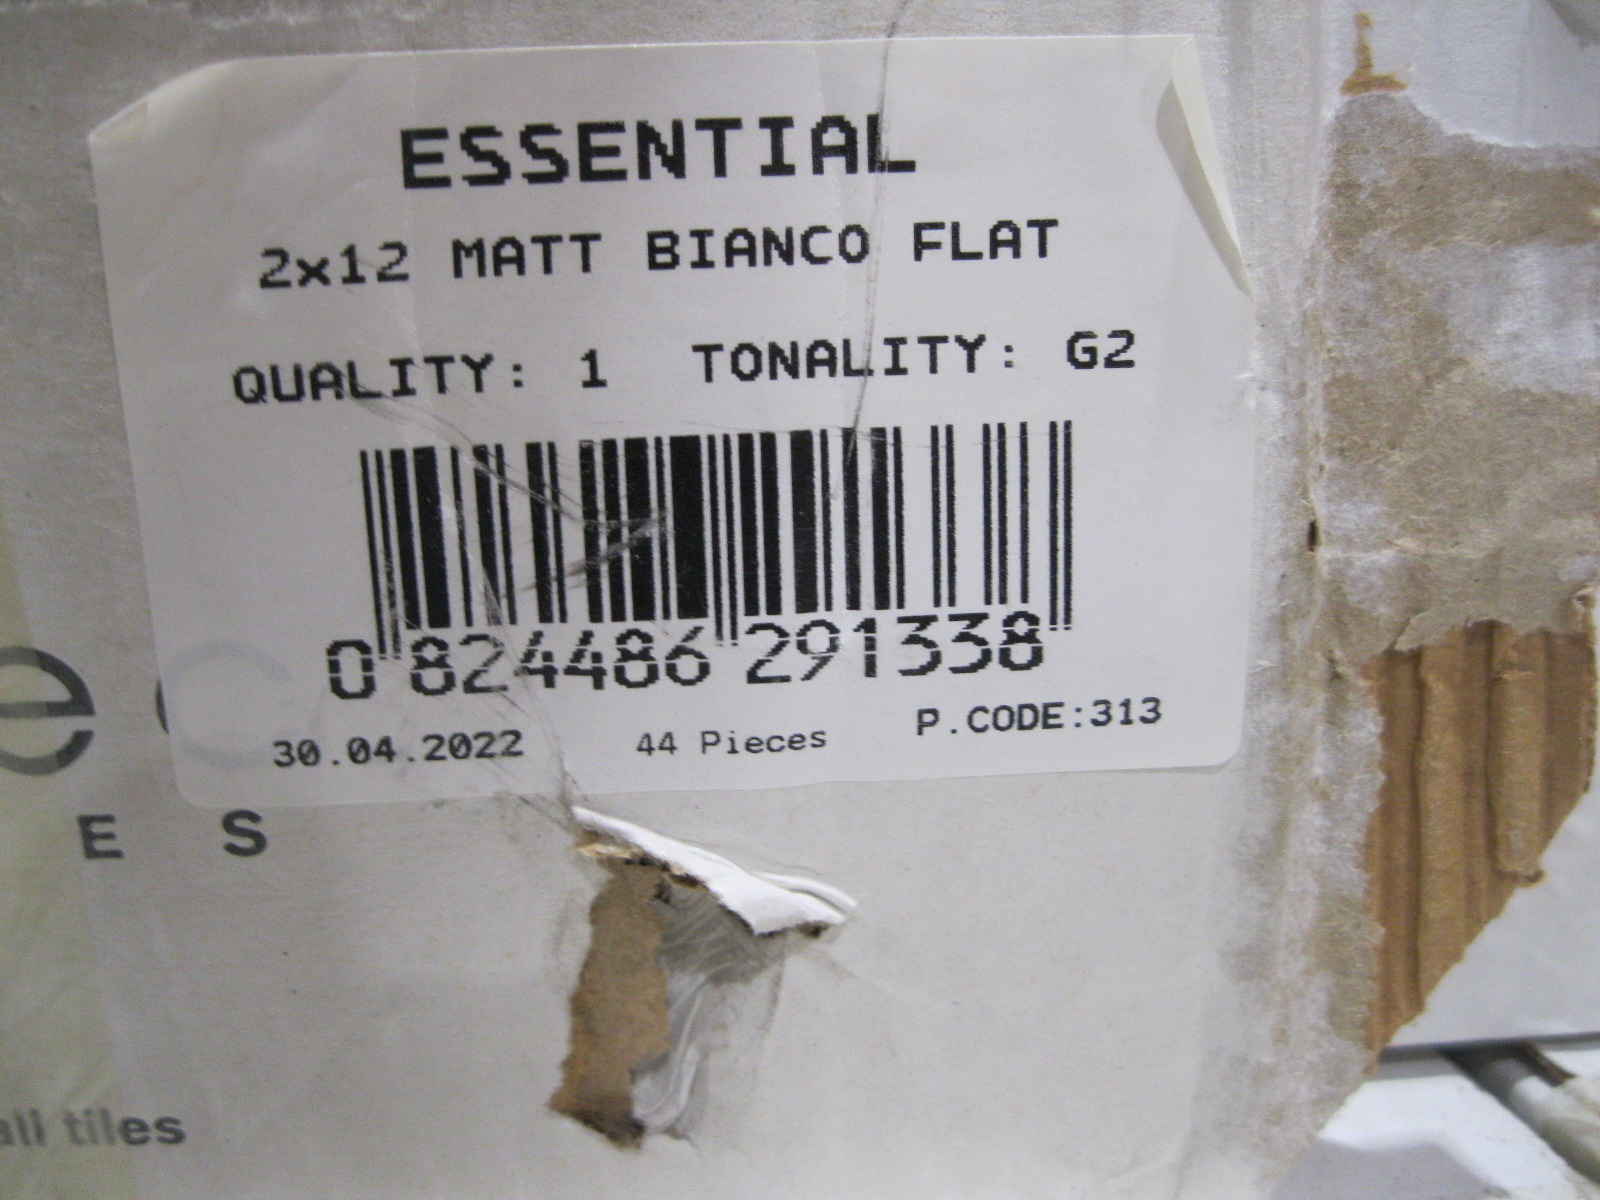 ESSENTIAL
2x12 MATT BIANCO FLAT
QUALITY: 1 TONALITY: G2
0 824486 291338
30.04.2022 44 Pieces P.CODE:313
ec
E S
all tiles